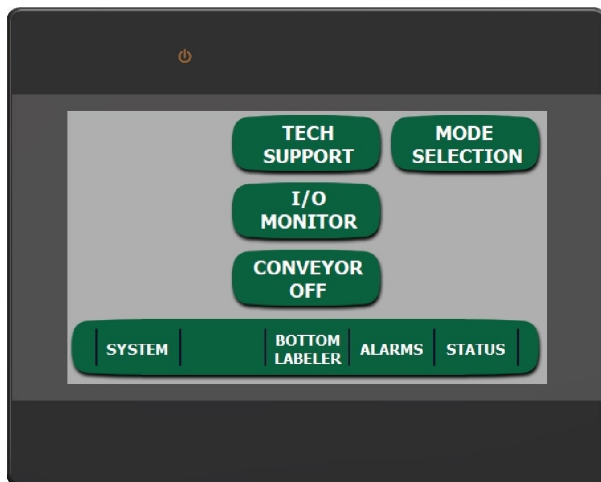 TECH
SUPPORT
MODE
SELECTION
I/O
MONITOR
CONVEYOR
OFF
SYSTEM
BOTTOM
LABELER
ALARMS
STATUS